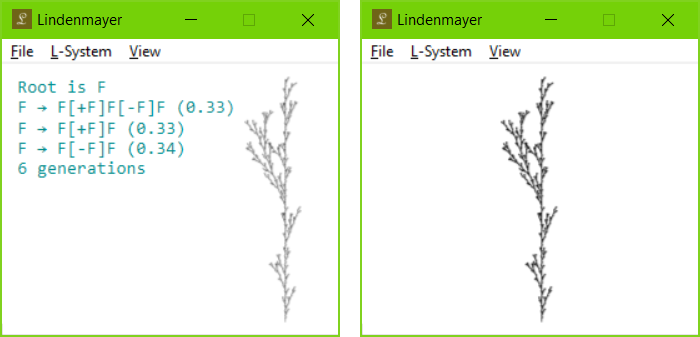 Lindenmayer
File L-System View
Root is F
F → F[+F]F[-F]F (0.33)
F → F[+F]F (0.33)
F → F[-F]F (0.34)
6 generations
Lindenmayer
File L-System View